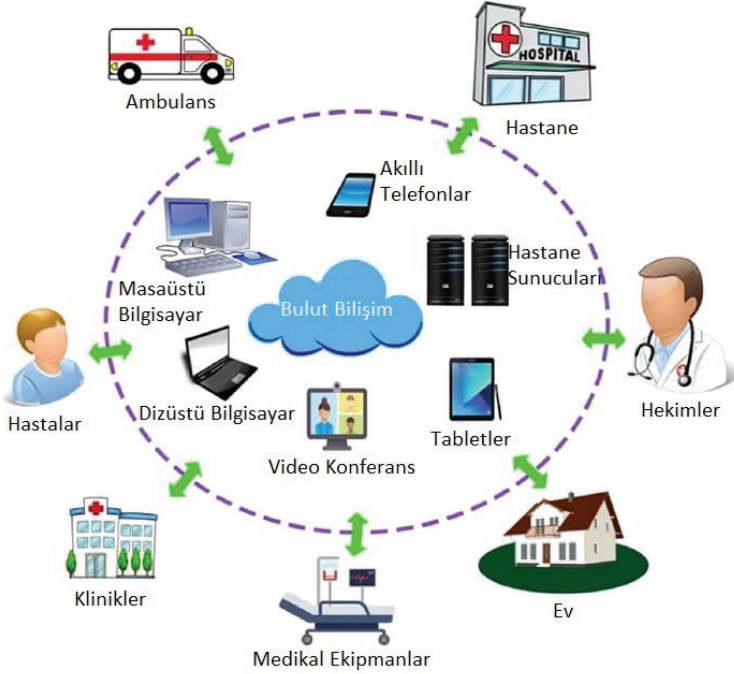 Ambulans
HOSPITAL
Hastane
Akıllı
Telefonlar
Hastane
Sunucuları
Masaüstü
Bilgisayar
Bulut Bilişim
Hastalar
Dizüstü Bilgisayar
Video Konferans
Tabletler
Hekimler
Klinikler
Medikal Ekipmanlar
Ev